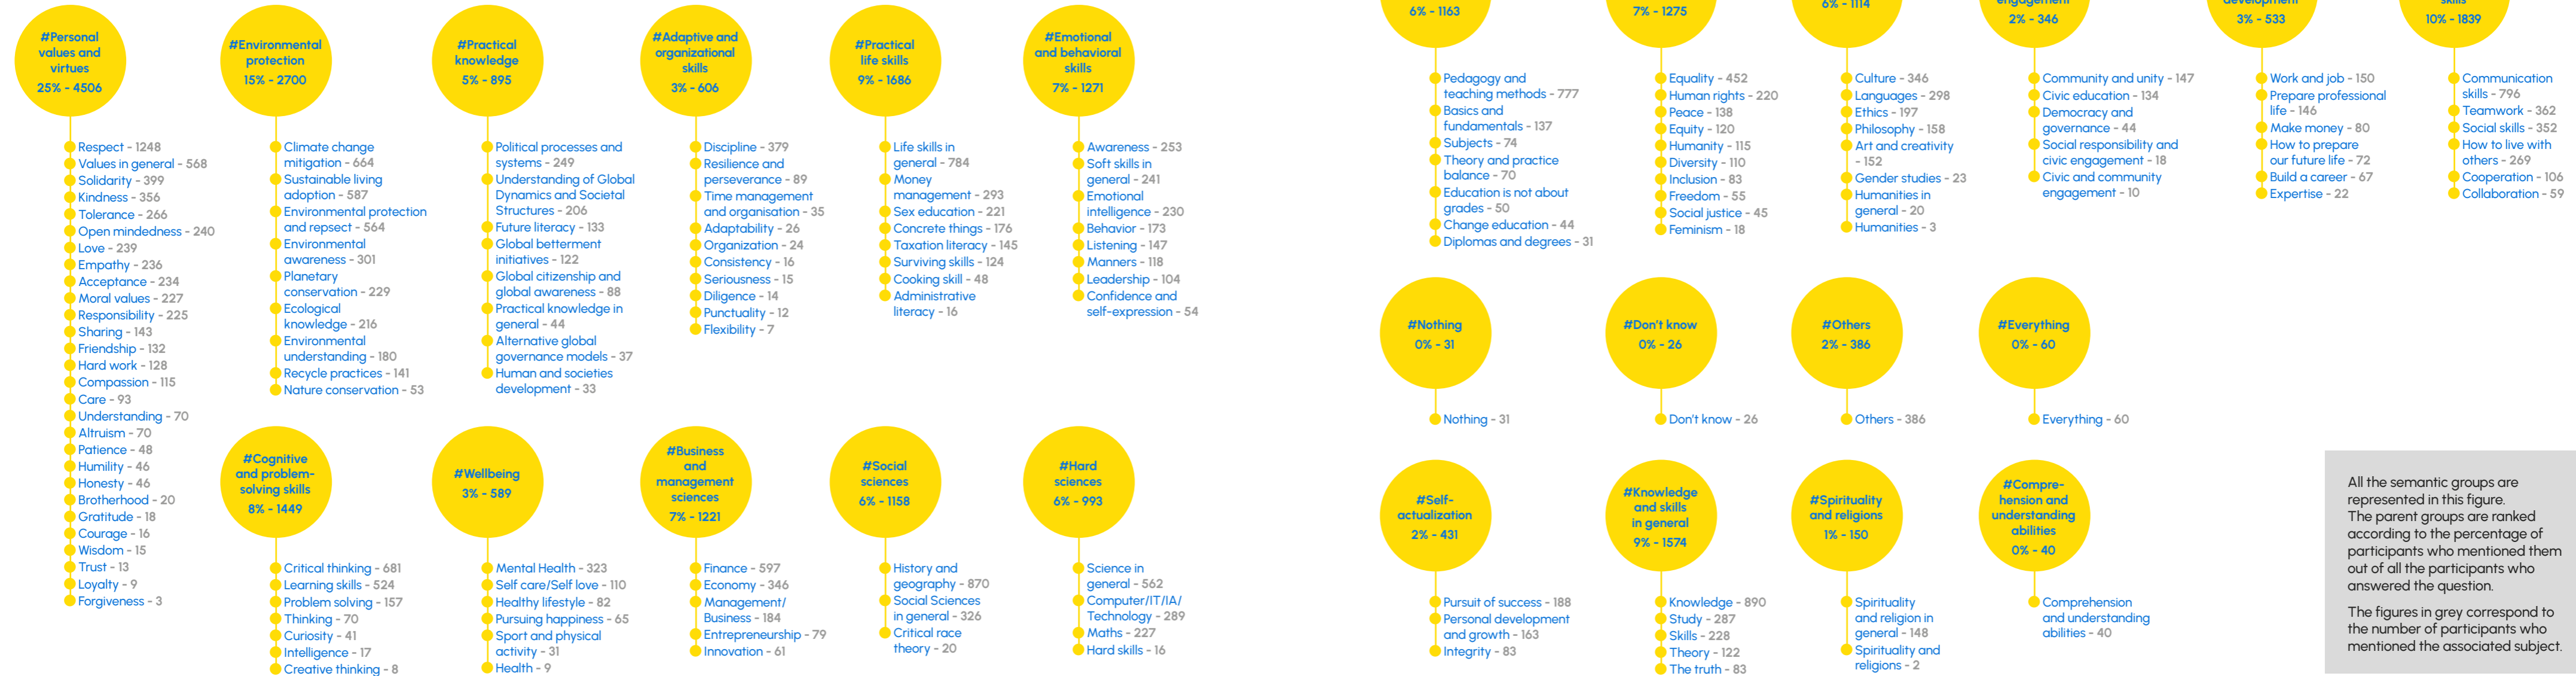 #Personal
values and
virtues
25% - 4506
Respect - 1248
Values in general - 568
Solidarity - 399
Kindness - 356
Tolerance - 266
Open mindedness - 240
Love - 239
Empathy - 236
Acceptance - 234
Moral values - 227
Responsibility - 225
Sharing - 143
Friendship - 132
Hard work - 128
Compassion - 115
Care - 93
Understanding - 70
Altruism - 70
Patience - 48
Humility - 46
Honesty - 46
Brotherhood - 20
Gratitude - 18
Courage - 16
Wisdom - 15
Trust - 13
Loyalty - 9
Forgiveness - 3
#Environmental
protection
15% - 2700
Climate change
mitigation - 664
Sustainable living
adoption - 587
Environmental protection
and repsect - 564
Environmental
awareness - 301
Planetary
conservation - 229
Ecological
knowledge - 216
Environmental
understanding - 180
Recycle practices - 141
Nature conservation - 53
#Practical
knowledge
5% - 895
Political processes and
systems - 249
Understanding of Global
Dynamics and Societal
Structures - 206
Future literacy - 133
Global betterment
initiatives - 122
Global citizenship and
global awareness - 88
Practical knowledge in
general - 44
Alternative global
governance models - 37
Human and societies
development - 33
#Adaptive and
organizational
skills
3% - 606
Discipline - 379
Resilience and
perseverance - 89
Time management
and organisation - 35
Adaptability - 26
Organization - 24
Consistency - 16
Seriousness - 15
Diligence - 14
Punctuality - 12
Flexibility - 7
#Practical
life skills
9% - 1686
Life skills in
general - 784
Money
management - 293
Sex education - 221
Concrete things - 176
Taxation literacy - 145
Surviving skills - 124
Cooking skill - 48
Administrative
literacy - 16
#Emotional
and behavioral
skills
7% - 1271
Awareness - 253
Soft skills in
general - 241
Emotional
intelligence - 230
Behavior - 173
Listening - 147
Manners - 118
Leadership - 104
Confidence and
self-expression - 54
#Cognitive
and problem-
solving skills
8% - 1449
Critical thinking - 681
Learning skills - 524
Problem solving - 157
Thinking - 70
Curiosity - 41
Intelligence - 17
Creative thinking - 8
#Wellbeing
3% - 589
Mental Health - 323
Self care/Self love - 110
Healthy lifestyle - 82
Pursuing happiness - 65
Sport and physical
activity - 31
Health - 9
#Business
and
management
sciences
7% - 1221
Finance - 597
Economy - 346
Management/
Business - 184
Entrepreneurship - 79
Innovation - 61
#Social
sciences
6% - 1158
History and
geography - 870
Social Sciences
in general - 326
Critical race
theory - 20
#Hard
sciences
6% - 993
Science in
general - 562
Computer/IT/IA/
Technology - 289
Maths - 227
Hard skills - 16
6% - 1163
Pedagogy and
teaching methods - 777
Basics and
fundamentals - 137
Subjects - 74
Theory and practice
balance - 70
Education is not about
grades - 50
Change education - 44
Diplomas and degrees - 31
7% - 1275
Equality - 452
Human rights - 220
Peace - 138
Equity - 120
Humanity - 115
Diversity - 110
Inclusion - 83
Freedom - 55
Social justice - 45
Feminism - 18
6% - 1114
Culture - 346
Languages - 298
Ethics - 197
Philosophy - 158
Art and creativity
- 152
Gender studies - 23
Humanities in
general - 20
Humanities - 3
engagement
2% - 346
Community and unity - 147
Civic education - 134
Democracy and
governance - 44
Social responsibility and
civic engagement - 18
Civic and community
engagement - 10
development
3% - 533
Work and job - 150
Prepare professional
life - 146
Make money - 80
How to prepare
our future life - 72
Build a career - 67
Expertise - 22
skills
10% - 1839
Communication
skills - 796
Teamwork - 362
Social skills - 352
How to live with
others - 269
Cooperation - 106
Collaboration - 59
#Nothing
0% - 31
Nothing - 31
#Don't know
0% - 26
Don't know - 26
#Others
2% - 386
Others - 386
#Everything
0% - 60
Everything - 60
#Self-
actualization
2% - 431
Pursuit of success - 188
Personal development
and growth - 163
Integrity - 83
#Knowledge
and skills
in general
9% - 1574
Knowledge - 890
Study - 287
Skills - 228
Theory - 122
The truth - 83
#Spirituality
and religions
1% - 150
Spirituality
and religion in
general - 148
Spirituality and
religions - 2
#Compre-
hension and
understanding
abilities
0% - 40
Comprehension
and understanding
abilities - 40
All the semantic groups are
represented in this figure.
The parent groups are ranked
according to the percentage of
participants who mentioned them
out of all the participants who
answered the question.
The figures in grey correspond to
the number of participants who
mentioned the associated subject.